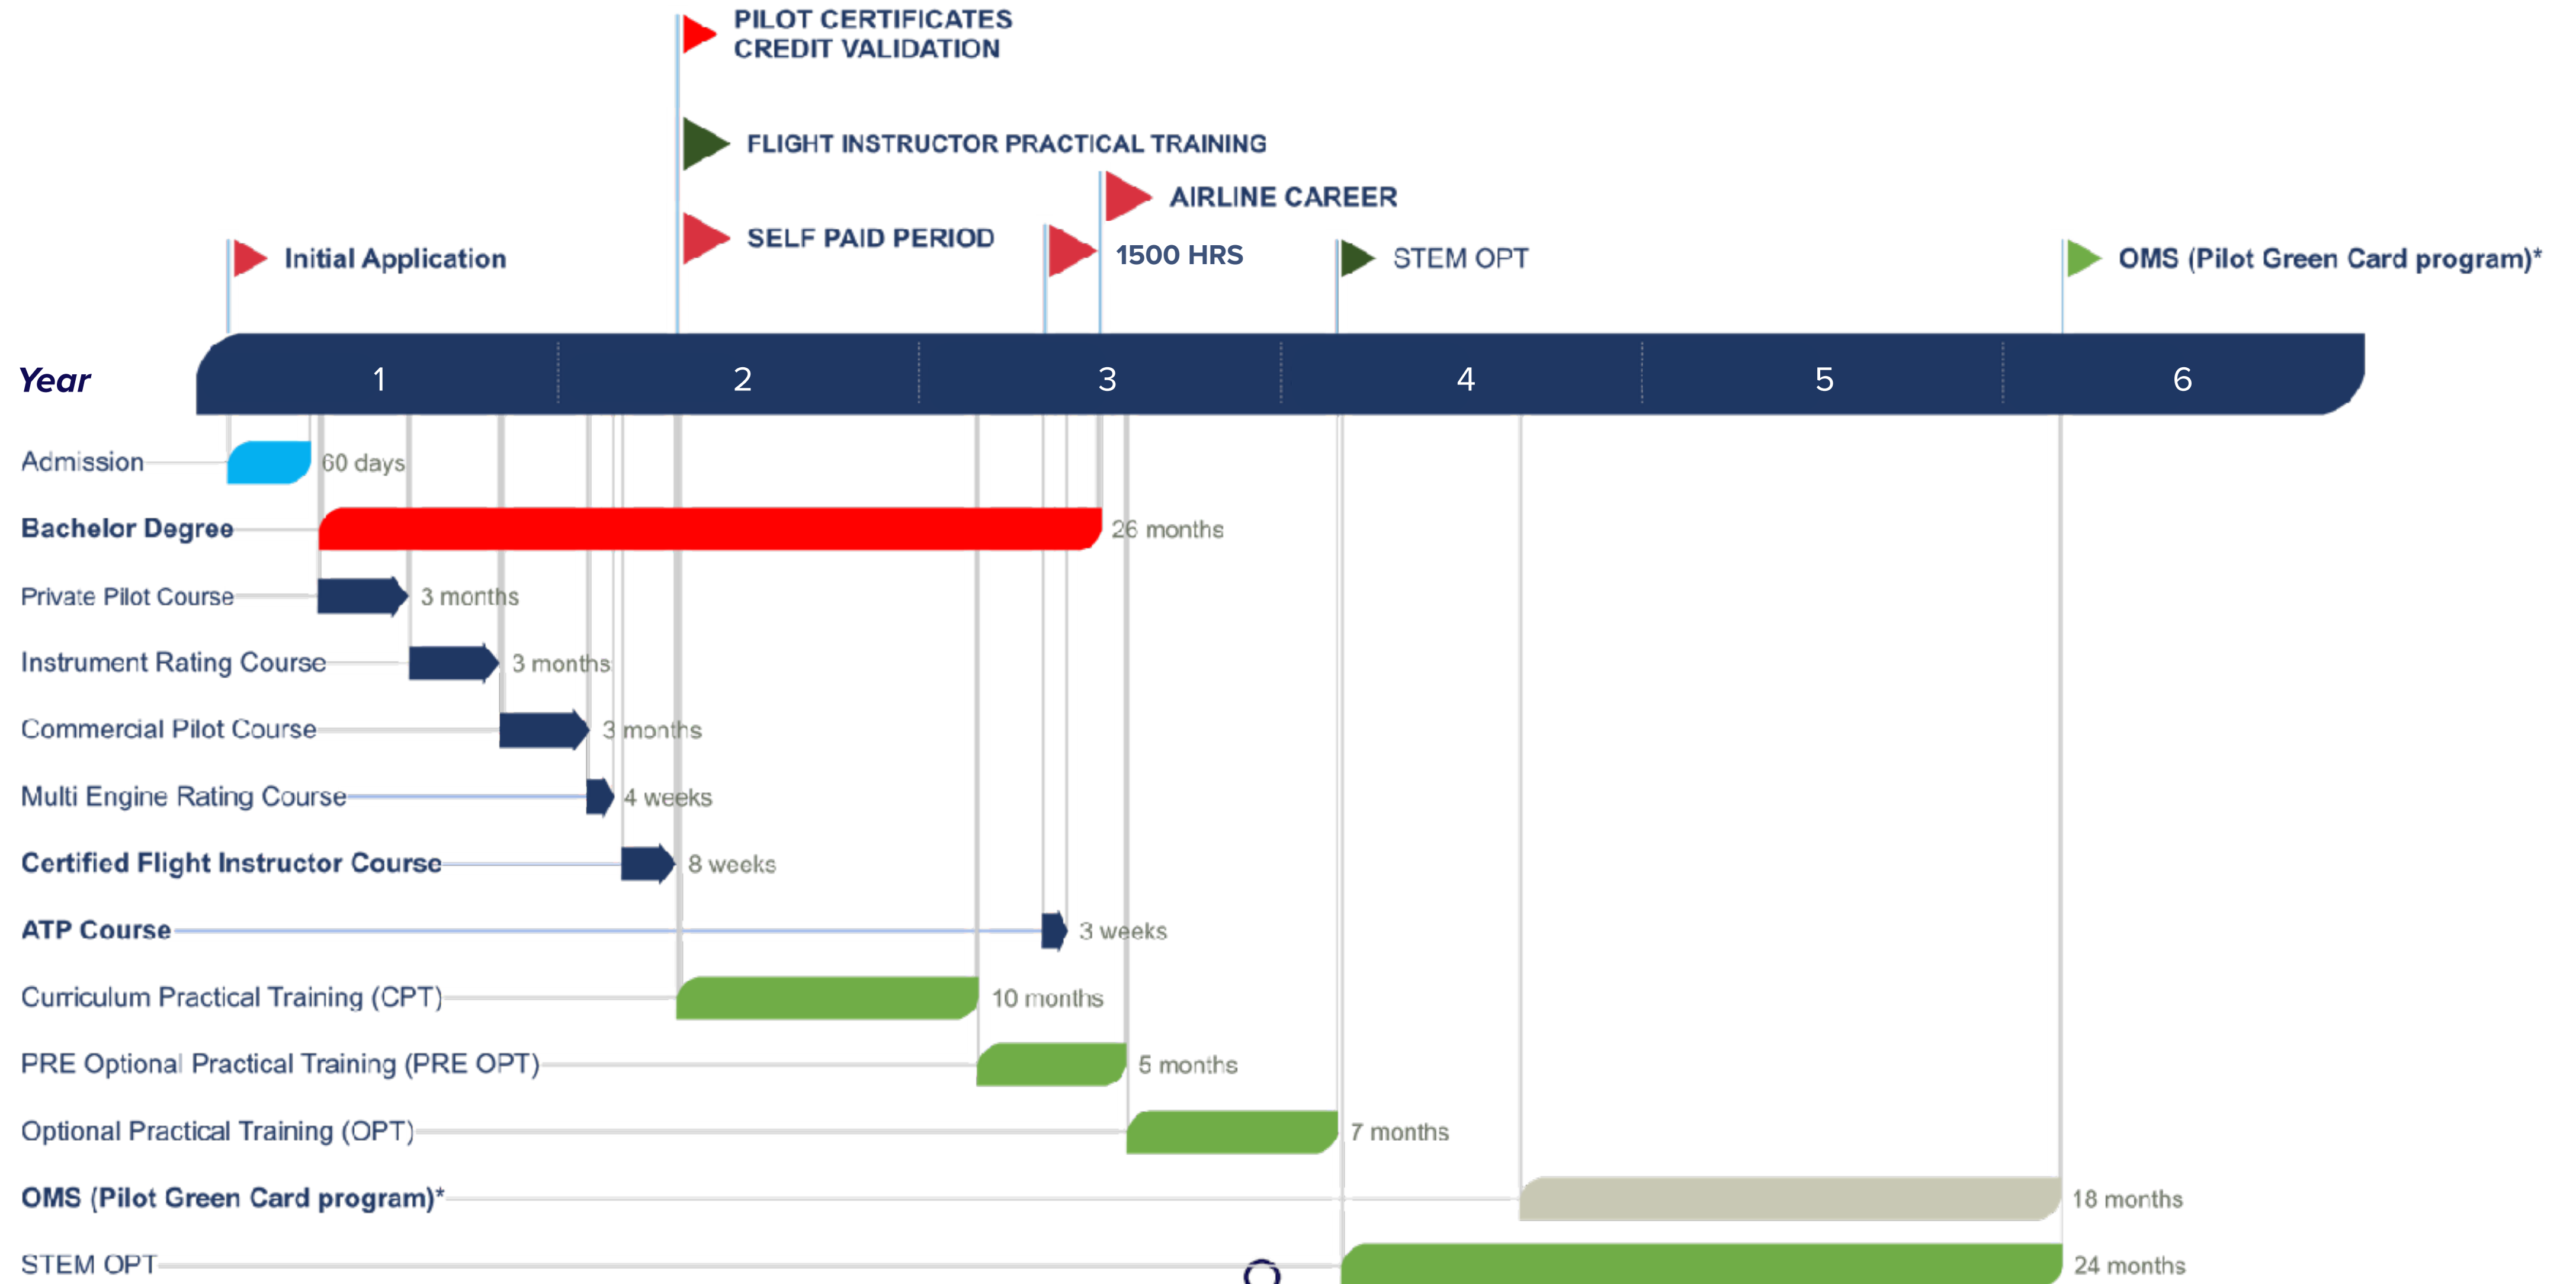 PILOT CERTIFICATES
CREDIT VALIDATION
FLIGHT INSTRUCTOR PRACTICAL TRAINING
AIRLINE CAREER
SELF PAID PERIOD
1500 HRS
Initial Application
STEM OPT
OMS (Pilot Green Card program)*
Year 1 2 3 4 5 6
Admission 60 days
Bachelor Degree 26 months
Private Pilot Course 3 months
Instrument Rating Course 3 months
Commercial Pilot Course 3 months
Multi Engine Rating Course 4 weeks
Certified Flight Instructor Course 8 weeks
ATP Course 3 weeks
Curriculum Practical Training (CPT) 10 months
PRE Optional Practical Training (PRE OPT) 5 months
Optional Practical Training (OPT) 7 months
OMS (Pilot Green Card program)* 18 months
STEM OPT 24 months